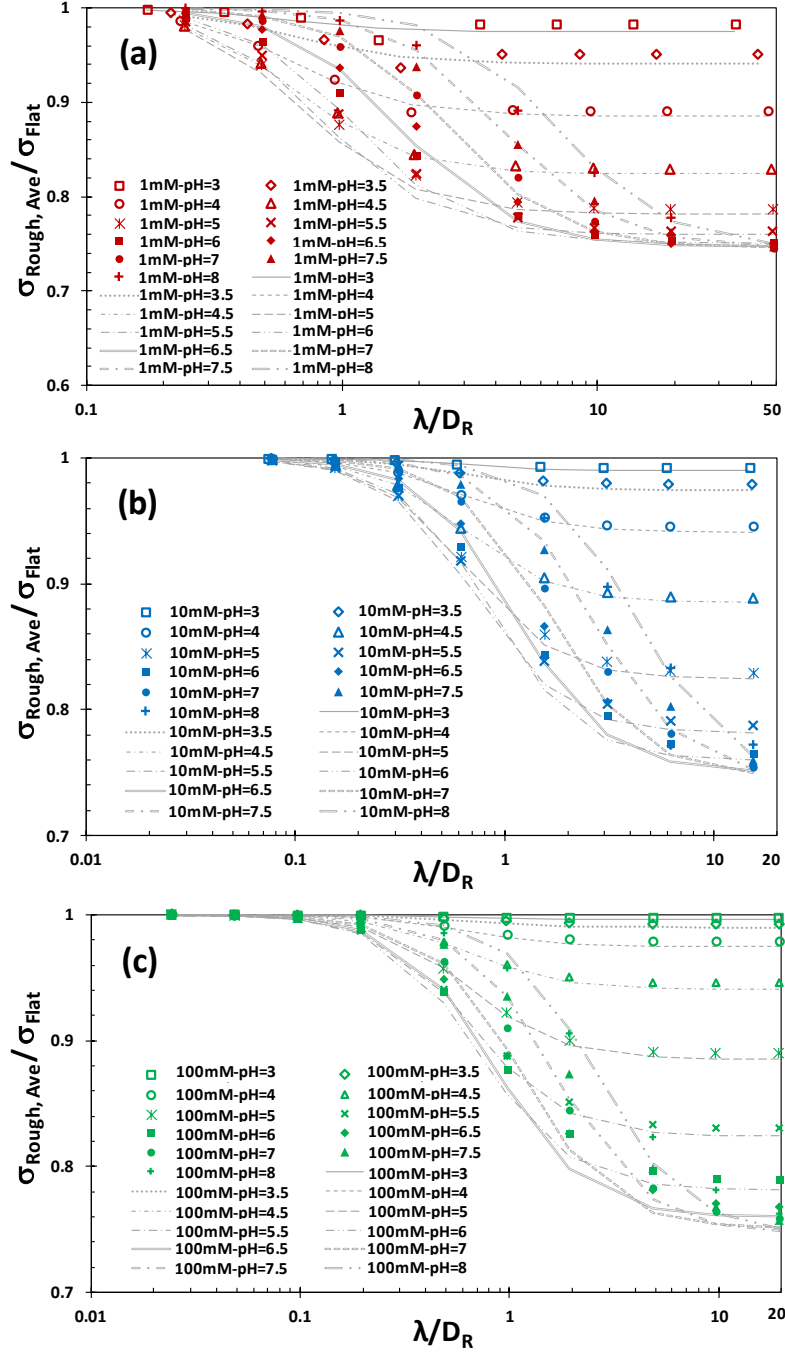 (a)
σRough, Ave/ σFlat
1
0.9
0.8
0.7
0.6
1mM-pH=3 1mM-pH=3.5
1mM-pH=4 1mM-pH=4.5
1mM-pH=5 1mM-pH=5.5
1mM-pH=6 1mM-pH=6.5
1mM-pH=7 1mM-pH=7.5
1mM-pH=8 1mM-pH=3
1mM-pH=3.5 1mM-pH=4
1mM-pH=4.5 1mM-pH=5
1mM-pH=5.5 1mM-pH=6
1mM-pH=6.5 1mM-pH=7
1mM-pH=7.5 1mM-pH=8
0.1 1 10 50
λ/DR
(b)
σRough, Ave/ σFlat
1
0.9
0.8
0.7
10mM-pH=3 10mM-pH=3.5
10mM-pH=4 10mM-pH=4.5
10mM-pH=5 10mM-pH=5.5
10mM-pH=6 10mM-pH=6.5
10mM-pH=7 10mM-pH=7.5
10mM-pH=8 10mM-pH=3
10mM-pH=3.5 10mM-pH=4
10mM-pH=4.5 10mM-pH=5
10mM-pH=5.5 10mM-pH=6
10mM-pH=6.5 10mM-pH=7
10mM-pH=7.5 10mM-pH=8
0.01 0.1 1 10 20
λ/DR
(c)
σRough, Ave/ σFlat
1
0.9
0.8
0.7
100mM-pH=3 100mM-pH=3.5
100mM-pH=4 100mM-pH=4.5
100mM-pH=5 100mM-pH=5.5
100mM-pH=6 100mM-pH=6.5
100mM-pH=7 100mM-pH=7.5
100mM-pH=8 100mM-pH=3
100mM-pH=3.5 100mM-pH=4
100mM-pH=4.5 100mM-pH=5
100mM-pH=5.5 100mM-pH=6
100mM-pH=6.5 100mM-pH=7
100mM-pH=7.5 100mM-pH=8
0.01 0.1 1 10 20
λ/DR